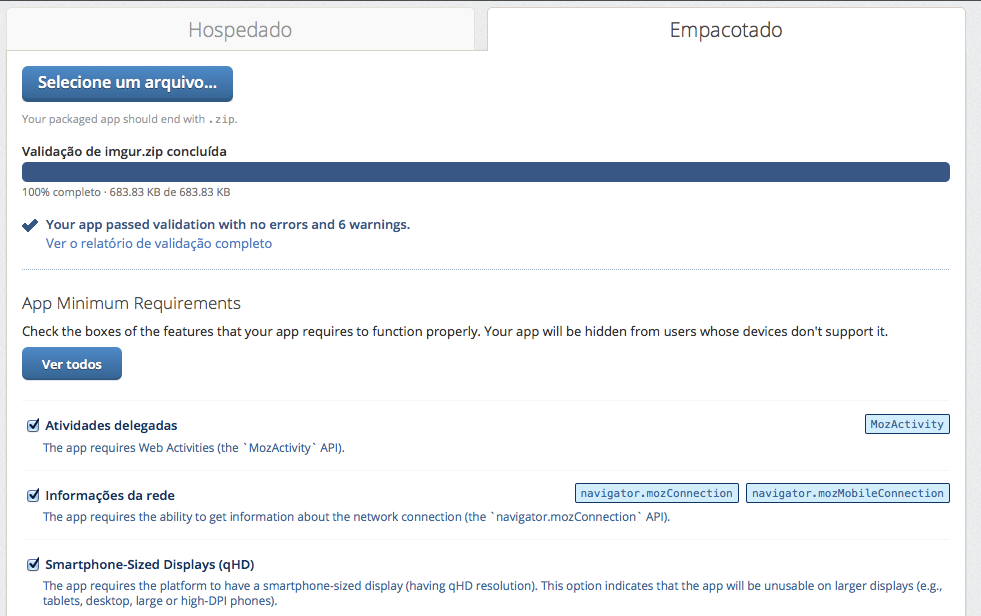 Hospedado
Empacotado
Selecione um arquivo...
Your packaged app should end with .zip.
Validação de imgur.zip concluída
100% completo · 683.83 KB de 683.83 KB
Your app passed validation with no errors and 6 warnings.
Ver o relatório de validação completo
App Minimum Requirements
Check the boxes of the features that your app requires to function properly. Your app will be hidden from users whose devices don't support it.
Ver todos
Atividades delegadas
MozActivity
The app requires Web Activities (the `MozActivity` API).
Informações da rede
navigator.mozConnection
navigator.mozMobileConnection
The app requires the ability to get information about the network connection (the `navigator.mozConnection` API).
Smartphone-Sized Displays (qHD)
The app requires the platform to have a smartphone-sized display (having qHD resolution). This option indicates that the app will be unusable on larger displays (e.g.,
tablets, desktop, large or high-DPI phones).